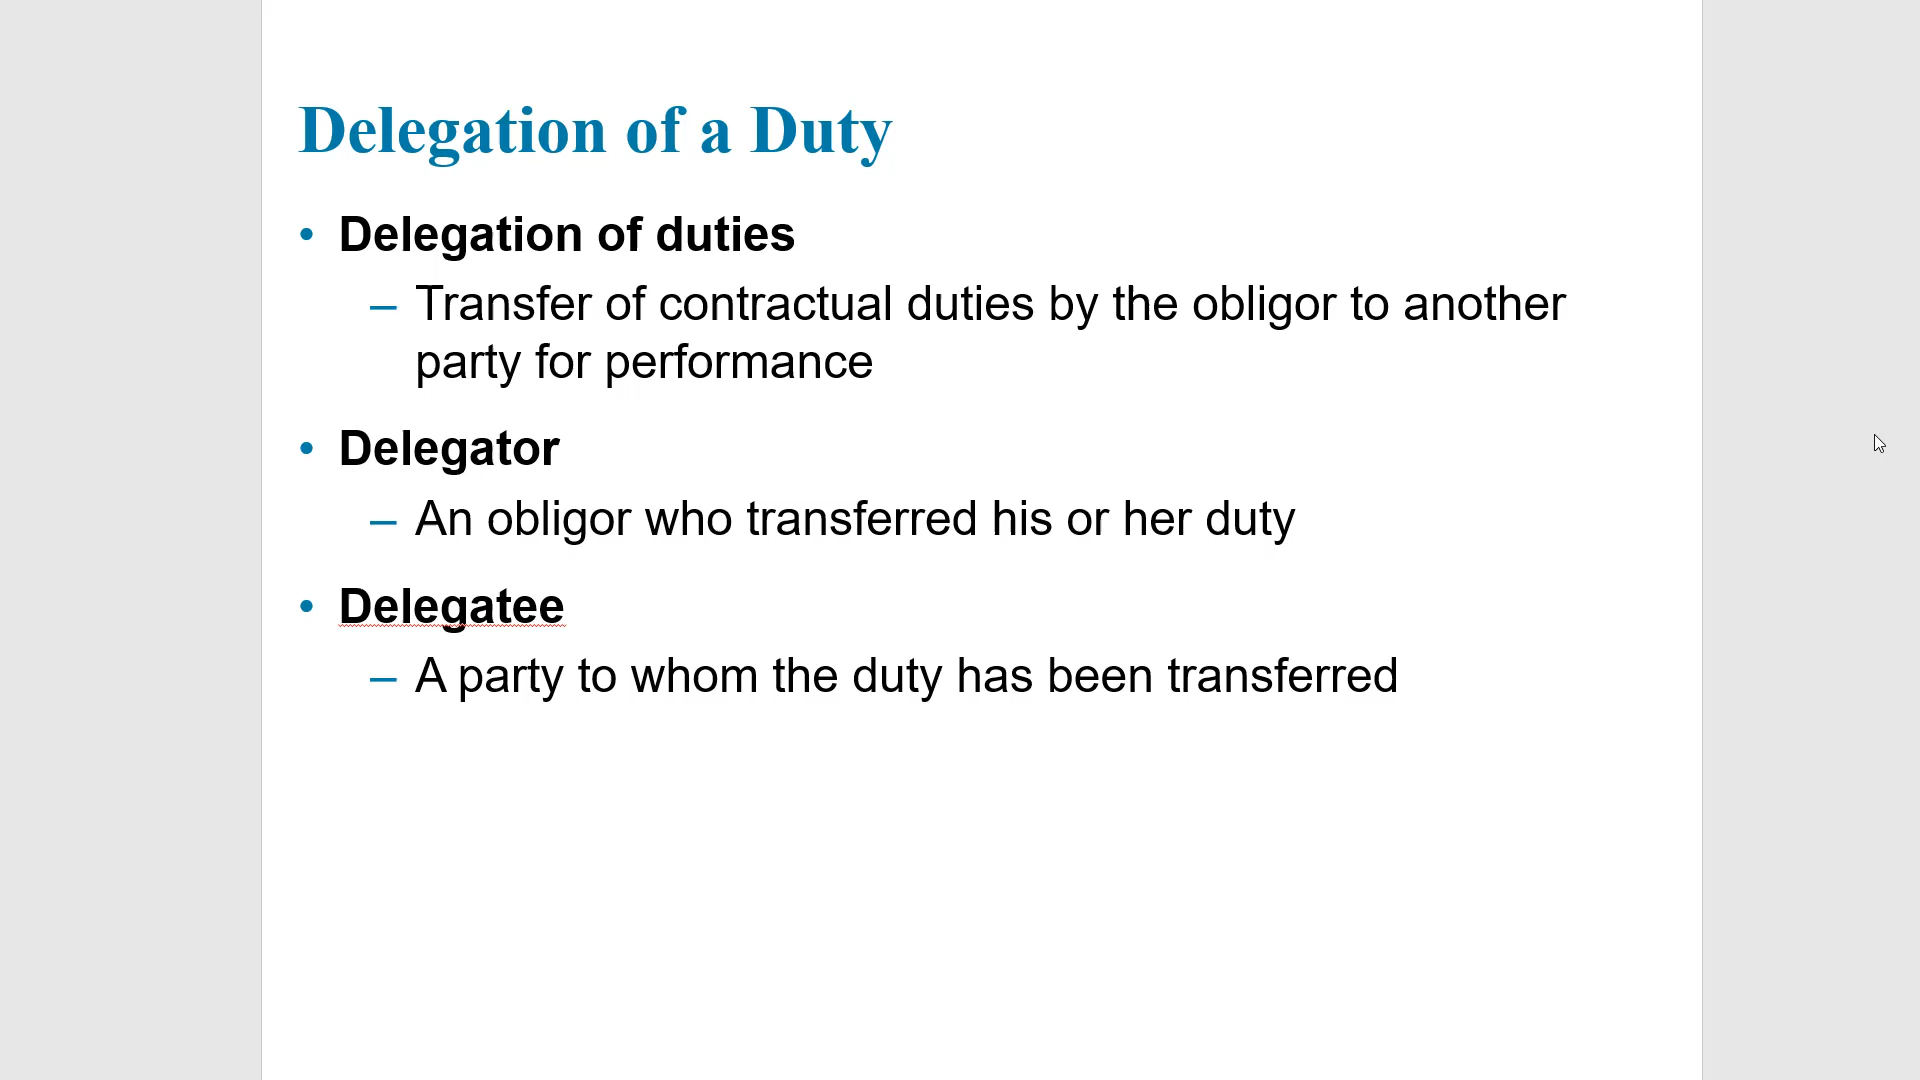 Delegation of a Duty
• Delegation of duties
– Transfer of contractual duties by the obligor to another
party for performance
• Delegator
– An obligor who transferred his or her duty
• Delegatee
– A party to whom the duty has been transferred